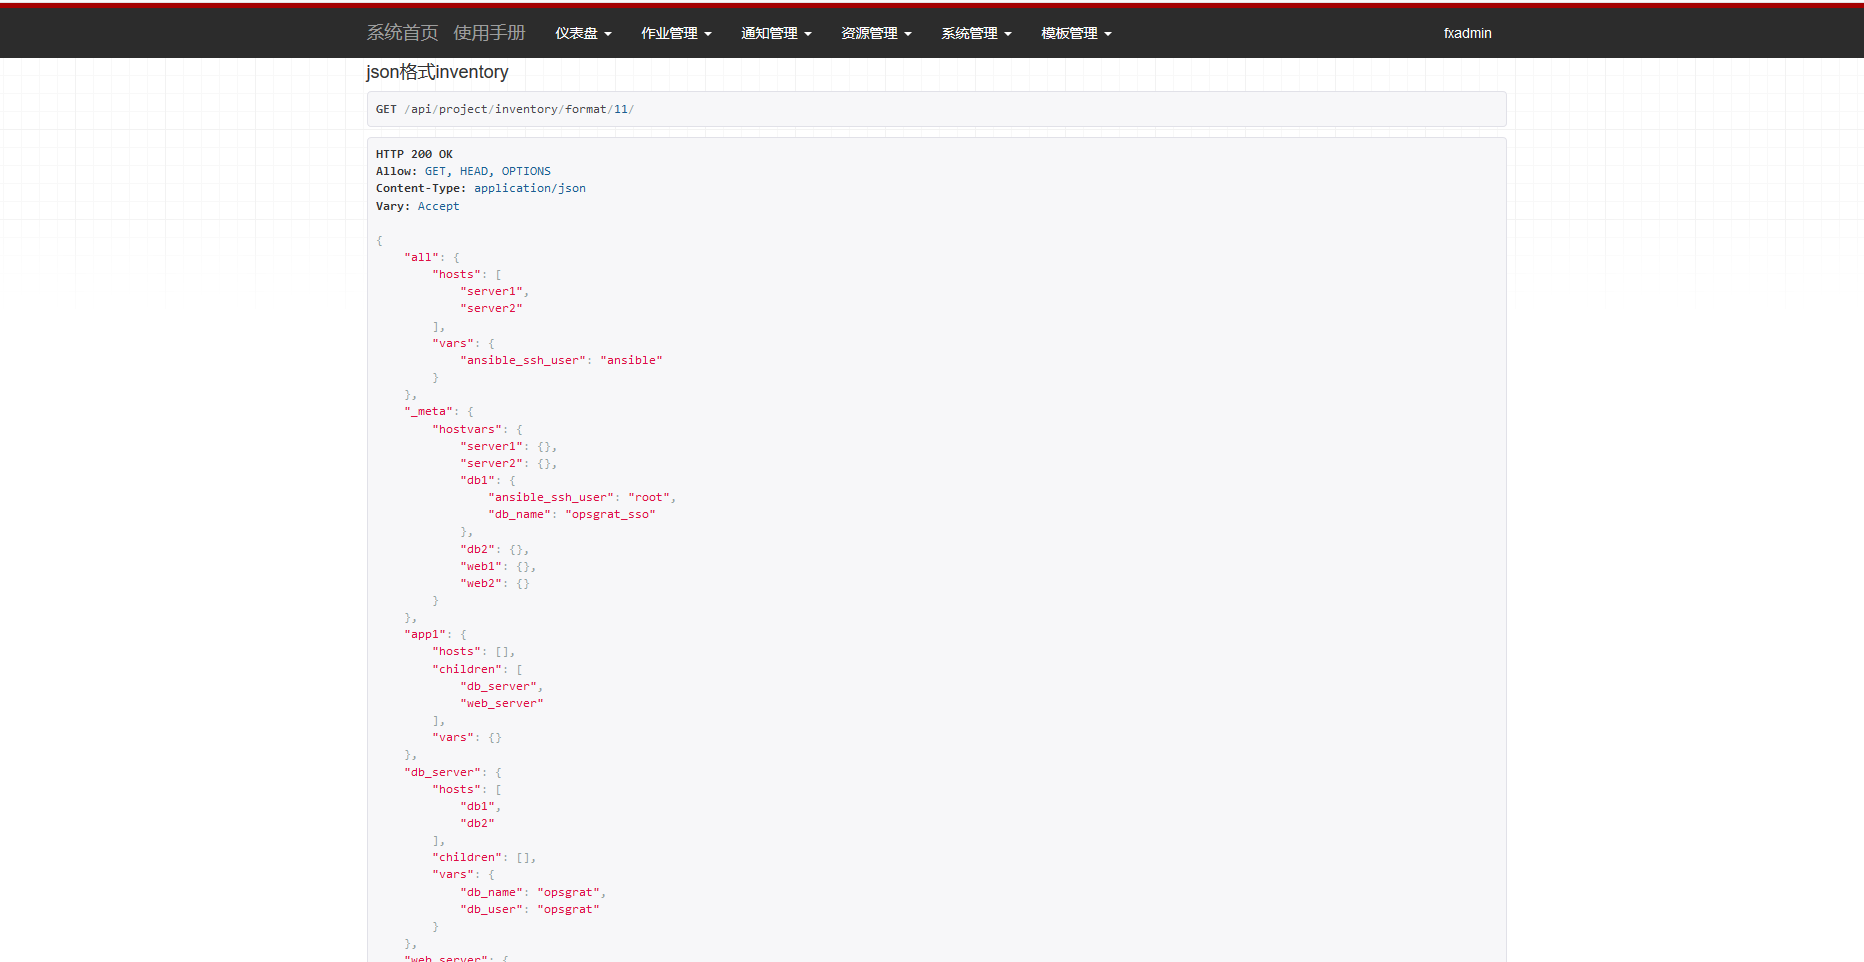 系统首页 使用手册 仪表盘 作业管理 通知管理 资源管理 系统管理 模板管理 fxadmin
json格式inventory
GET /api/project/inventory/format/11/
HTTP 200 OK
Allow: GET, HEAD, OPTIONS
Content-Type: application/json
Vary: Accept
{
    "all": {
        "hosts": [
            "server1",
            "server2"
        ],
        "vars": {
            "ansible_ssh_user": "ansible"
        }
    },
    "_meta": {
        "hostvars": {
            "server1": {},
            "server2": {},
            "db1": {
                "ansible_ssh_user": "root",
                "db_name": "opsgrat_sso"
            },
            "db2": {},
            "web1": {},
            "web2": {}
        }
    },
    "app1": {
        "hosts": [],
        "children": [
            "db_server",
            "web_server"
        ],
        "vars": {}
    },
    "db_server": {
        "hosts": [
            "db1",
            "db2"
        ],
        "children": [],
        "vars": {
            "db_name": "opsgrat",
            "db_user": "opsgrat"
        }
    },
    "web_server": {